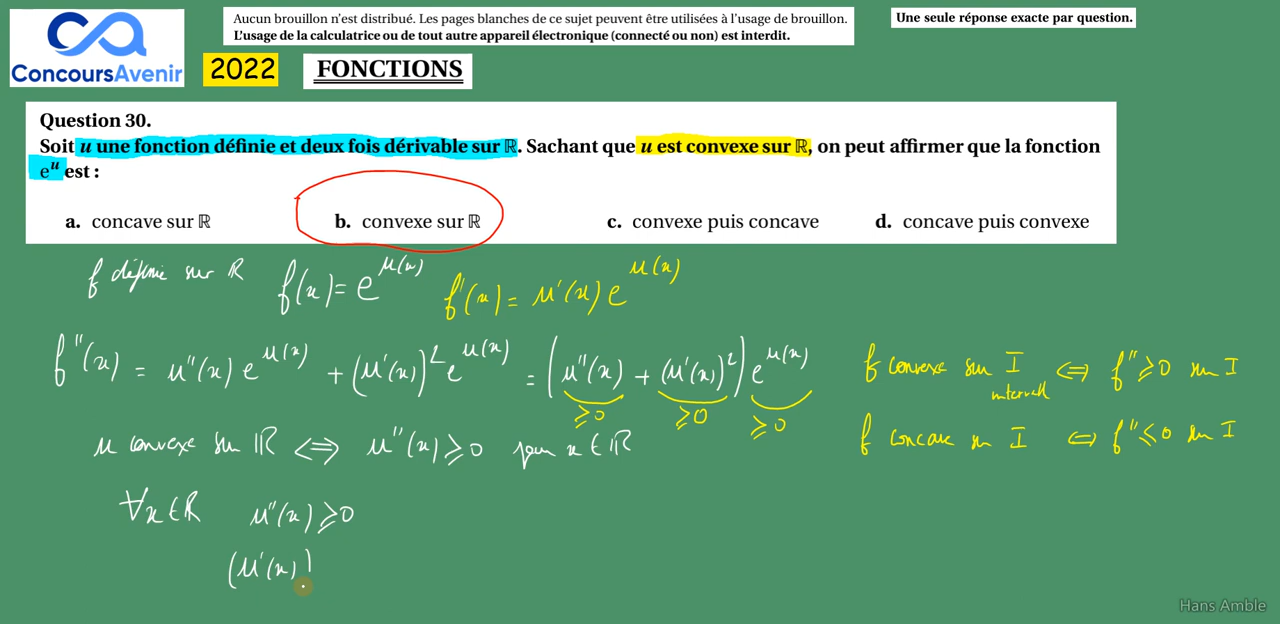 Aucun brouillon n'est distribué. Les pages blanches de ce sujet peuvent être utilisées à l'usage de brouillon.
L'usage de la calculatrice ou de tout autre appareil électronique (connecté ou non) est interdit.
Une seule réponse exacte par question.
ConcoursAvenir
2022
FONCTIONS
Question 30.
Soit u une fonction définie et deux fois dérivable sur ℝ. Sachant que u est convexe sur ℝ, on peut affirmer que la fonction
eᵘ est :
a. concave sur ℝ b. convexe sur ℝ c. convexe puis concave d. concave puis convexe
f définie sur ℝ f(x) = e^{u(x)} f'(x) = u'(x) e^{u(x)}
f''(x) = u''(x) e^{u(x)} + (u'(x))² e^{u(x)} = (u''(x) + (u'(x))²) e^{u(x)}
≥0 ≥0 ≥0
f convexe sur I ⟺ f'' ≥ 0 sur I
intervalle
u convexe sur ℝ ⟺ u''(x) ≥ 0 pour x ∈ ℝ
f concave sur I ⟺ f'' ≤ 0 sur I
∀x ∈ ℝ u''(x) ≥ 0
(u'(x))
Hans Amble